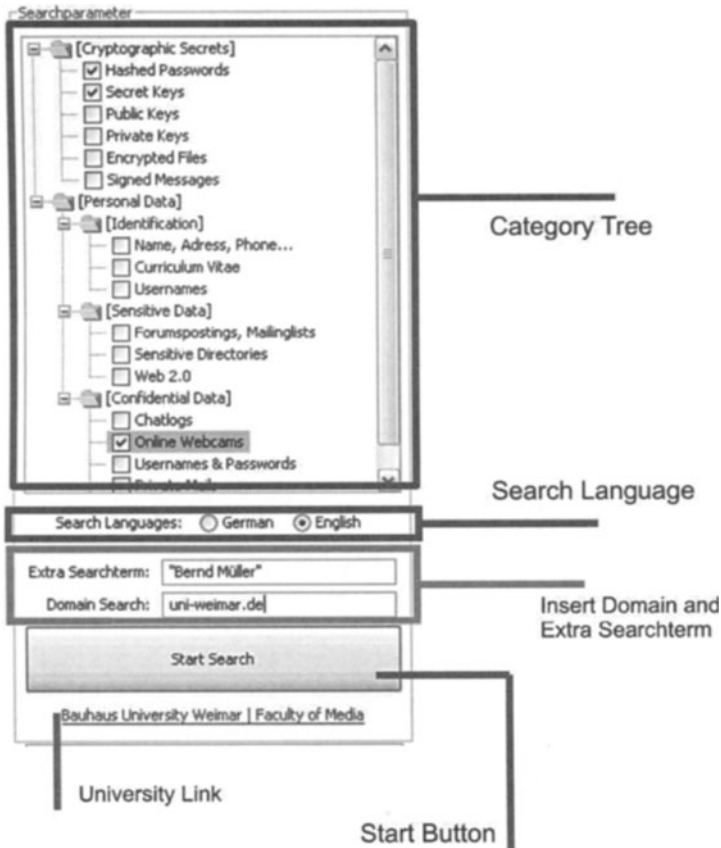 Searchparameter
[Cryptographic Secrets]
Hashed Passwords
Secret Keys
Public Keys
Private Keys
Encrypted Files
Signed Messages
[Personal Data]
[Identification]
Name, Adress, Phone...
Curriculum Vitae
Usernames
[Sensitive Data]
Forumspostings, Mailinglists
Sensitive Directories
Web 2.0
[Confidential Data]
Chatlogs
Online Webcams
Usernames & Passwords
Private Mails
Category Tree
Search Language
Search Languages: German English
Extra Searchterm: "Bernd Müller"
Domain Search: uni-weimar.de
Insert Domain and
Extra Searchterm
Start Search
Bauhaus University Weimar | Faculty of Media
University Link
Start Button